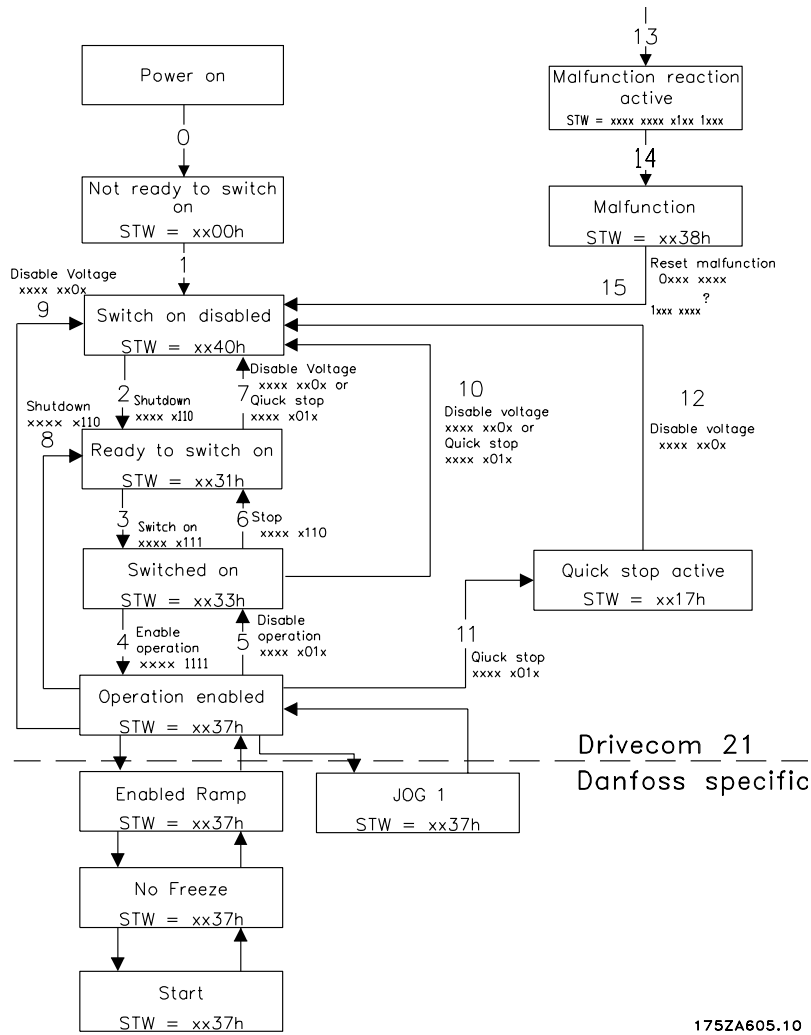 Power on
0
Not ready to switch
on
STW = xx00h
1
Disable Voltage
xxxx xx0x
9
Switch on disabled
STW = xx40h
2
Shutdown
xxxx x110
7
Disable Voltage
xxxx xx0x or
Qiuck stop
xxxx x01x
Shutdown
xxxx x110
8
Ready to switch on
STW = xx31h
3
Switch on
xxxx x111
6
Stop
xxxx x110
Switched on
STW = xx33h
4
Enable
operation
xxxx 1111
5
Disable
operation
xxxx x01x
Operation enabled
STW = xx37h
Enabled Ramp
STW = xx37h
No Freeze
STW = xx37h
Start
STW = xx37h
JOG 1
STW = xx37h
10
Disable voltage
xxxx xx0x or
Quick stop
xxxx x01x
11
Qiuck stop
xxxx x01x
13
Malfunction reaction
active
STW = xxxx xxxx x1xx 1xxx
14
Malfunction
STW = xx38h
15
Reset malfunction
0xxx xxxx
?
1xxx xxxx
12
Disable voltage
xxxx xx0x
Quick stop active
STW = xx17h
Drivecom 21
Danfoss specific
175ZA605.10